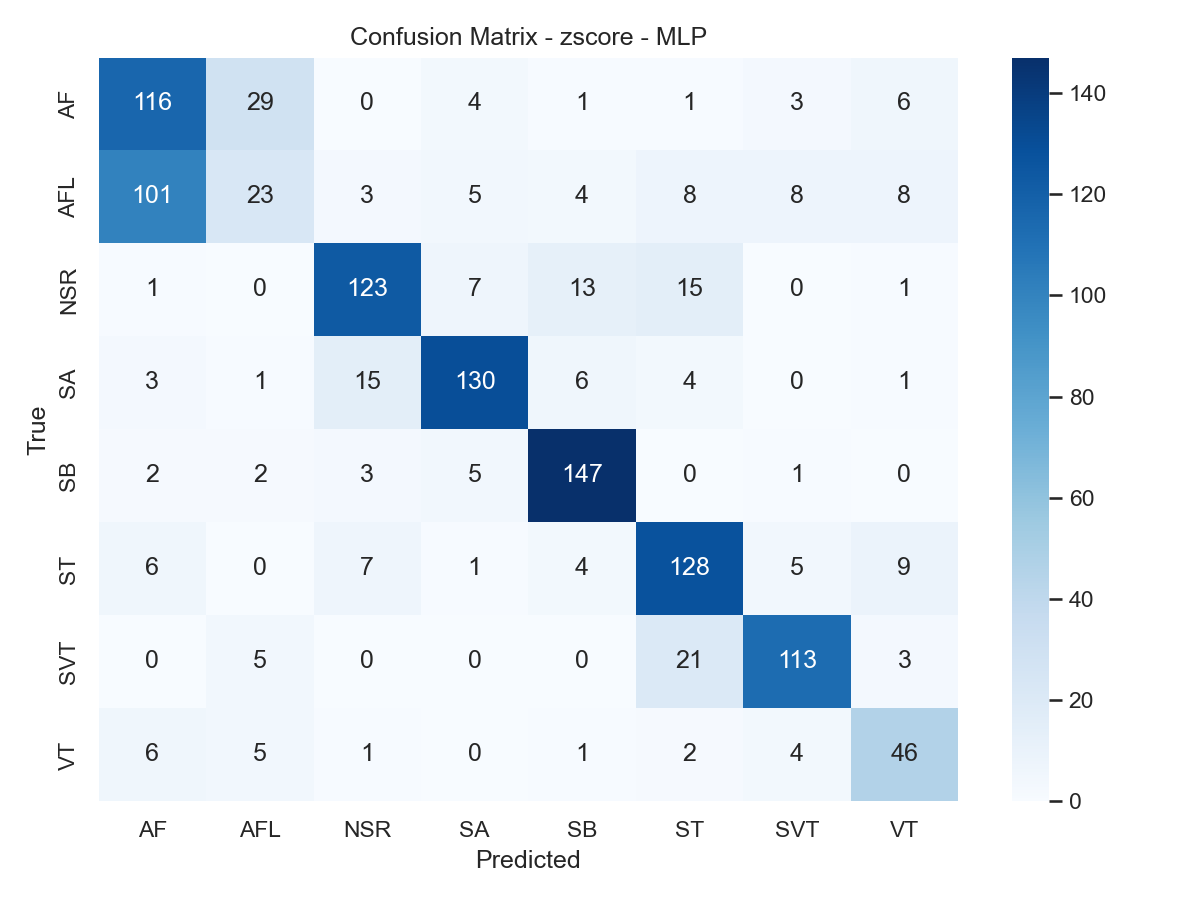 Confusion Matrix - zscore - MLP
AF 116 29 0 4 1 1 3 6
AFL 101 23 3 5 4 8 8 8
NSR 1 0 123 7 13 15 0 1
SA 3 1 15 130 6 4 0 1
SB 2 2 3 5 147 0 1 0
ST 6 0 7 1 4 128 5 9
SVT 0 5 0 0 0 21 113 3
VT 6 5 1 0 1 2 4 46
AF AFL NSR SA SB ST SVT VT
Predicted
True
140
120
100
80
60
40
20
0